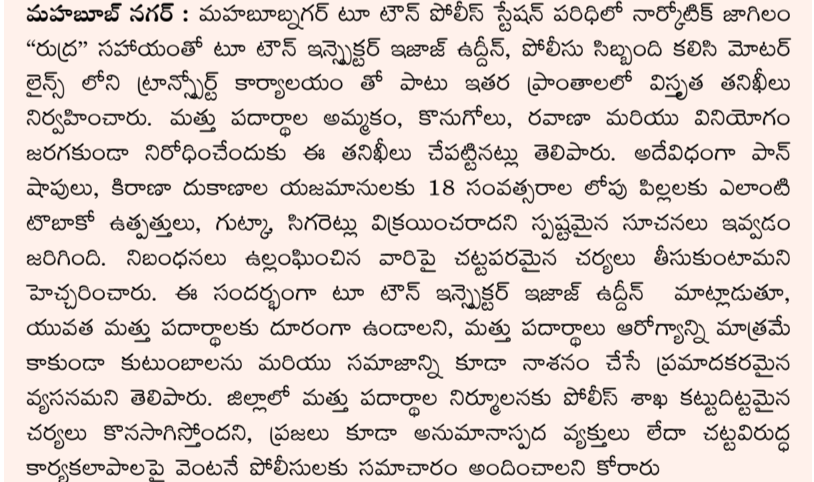 మహబూబ్ నగర్ : మహబూబ్నగర్ టూ టౌన్ పోలీస్ స్టేషన్ పరిధిలో నార్కోటిక్ జాగిలం
“రుద్ర” సహాయంతో టూ టౌన్ ఇన్స్పెక్టర్ ఇజాజ్ ఉద్దీన్, పోలీసు సిబ్బంది కలిసి మోటర్
లైన్స్ లోని ట్రాన్స్పోర్ట్ కార్యాలయం తో పాటు ఇతర ప్రాంతాలలో విస్తృత తనిఖీలు
నిర్వహించారు. మత్తు పదార్థాల అమ్మకం, కొనుగోలు, రవాణా మరియు వినియోగం
జరగకుండా నిరోధించేందుకు ఈ తనిఖీలు చేపట్టినట్లు తెలిపారు. అదేవిధంగా పాన్
షాపులు, కిరాణా దుకాణాల యజమానులకు 18 సంవత్సరాల లోపు పిల్లలకు ఎలాంటి
టొబాకో ఉత్పత్తులు, గుట్కా, సిగరెట్లు విక్రయించరాదని స్పష్టమైన సూచనలు ఇవ్వడం
జరిగింది. నిబంధనలు ఉల్లంఘించిన వారిపై చట్టపరమైన చర్యలు తీసుకుంటామని
హెచ్చరించారు. ఈ సందర్భంగా టూ టౌన్ ఇన్స్పెక్టర్ ఇజాజ్ ఉద్దీన్ మాట్లాడుతూ,
యువత మత్తు పదార్థాలకు దూరంగా ఉండాలని, మత్తు పదార్థాలు ఆరోగ్యాన్ని మాత్రమే
కాకుండా కుటుంబాలను మరియు సమాజాన్ని కూడా నాశనం చేసే ప్రమాదకరమైన
వ్యసనమని తెలిపారు. జిల్లాలో మత్తు పదార్థాల నిర్మూలనకు పోలీస్ శాఖ కట్టుదిట్టమైన
చర్యలు కొనసాగిస్తోందని, ప్రజలు కూడా అనుమానాస్పద వ్యక్తులు లేదా చట్టవిరుద్ధ
కార్యకలాపాలపై వెంటనే పోలీసులకు సమాచారం అందించాలని కోరారు